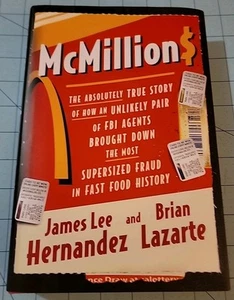 McMillion$
THE ABSOLUTELY TRUE STORY
OF HOW AN UNLIKELY PAIR
OF FBI AGENTS
BROUGHT DOWN
THE MOST
SUPERSIZED FRAUD
IN FAST FOOD HISTORY
James Lee and Brian
Hernandez Lazarte